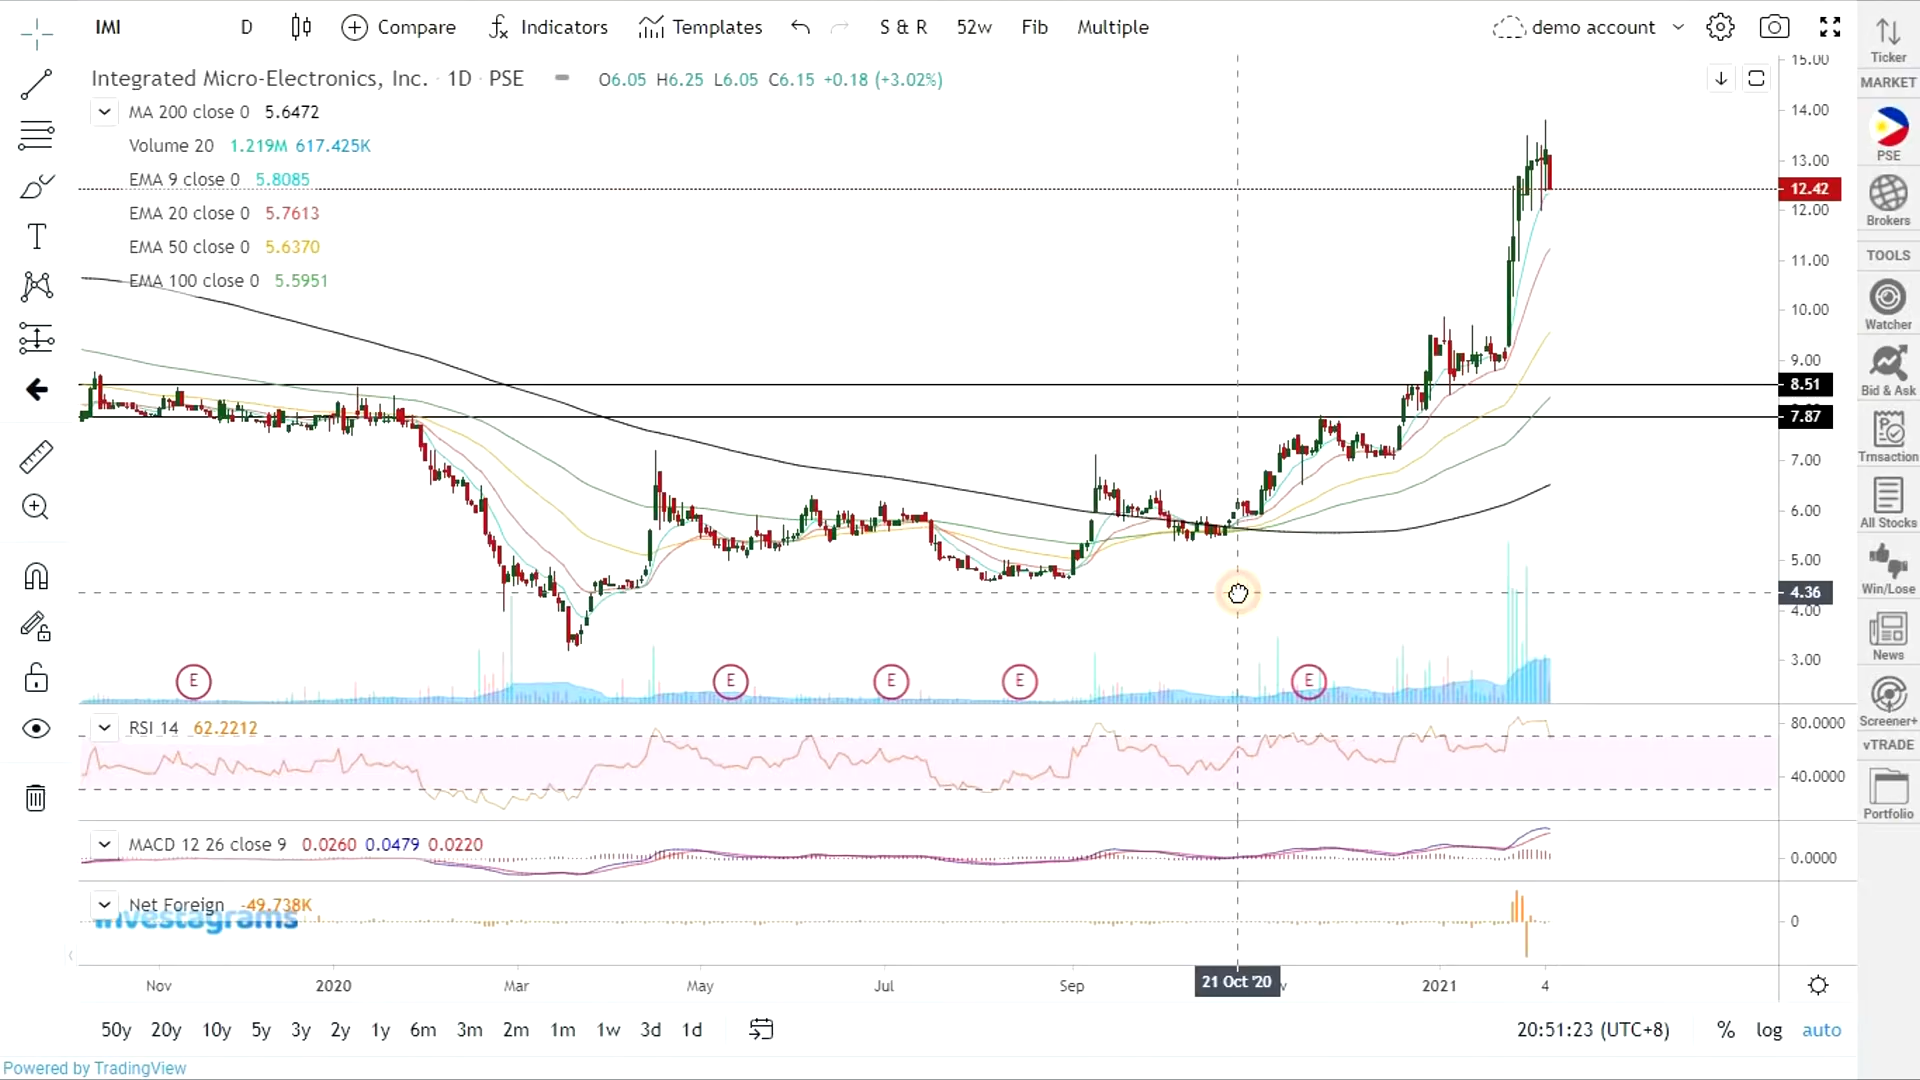 IMI D Compare Indicators Templates S & R 52w Fib Multiple demo account
Integrated Micro-Electronics, Inc. · 1D · PSE O6.05 H6.25 L6.05 C6.15 +0.18 (+3.02%)
MA 200 close 0 5.6472
Volume 20 1.219M 617.425K
EMA 9 close 0 5.8085
EMA 20 close 0 5.7613
EMA 50 close 0 5.6370
EMA 100 close 0 5.5951
15.00
14.00
13.00
12.42
12.00
11.00
10.00
9.00
8.51
7.87
7.00
6.00
5.00
4.36
4.00
3.00
E E E E E
RSI 14 62.2212
80.0000
40.0000
MACD 12 26 close 9 0.0260 0.0479 0.0220
0.0000
Net Foreign -49.738K
investagrams
0
Nov 2020 Mar May Jul Sep 21 Oct '20 2021 4
50y 20y 10y 5y 3y 2y 1y 6m 3m 2m 1m 1w 3d 1d 20:51:23 (UTC+8) % log auto
Powered by TradingView
Ticker
MARKET
PSE
Brokers
TOOLS
Watcher
Bid & Ask
Trnsaction
All Stocks
Win/Lose
News
Screener+
vTRADE
Portfolio